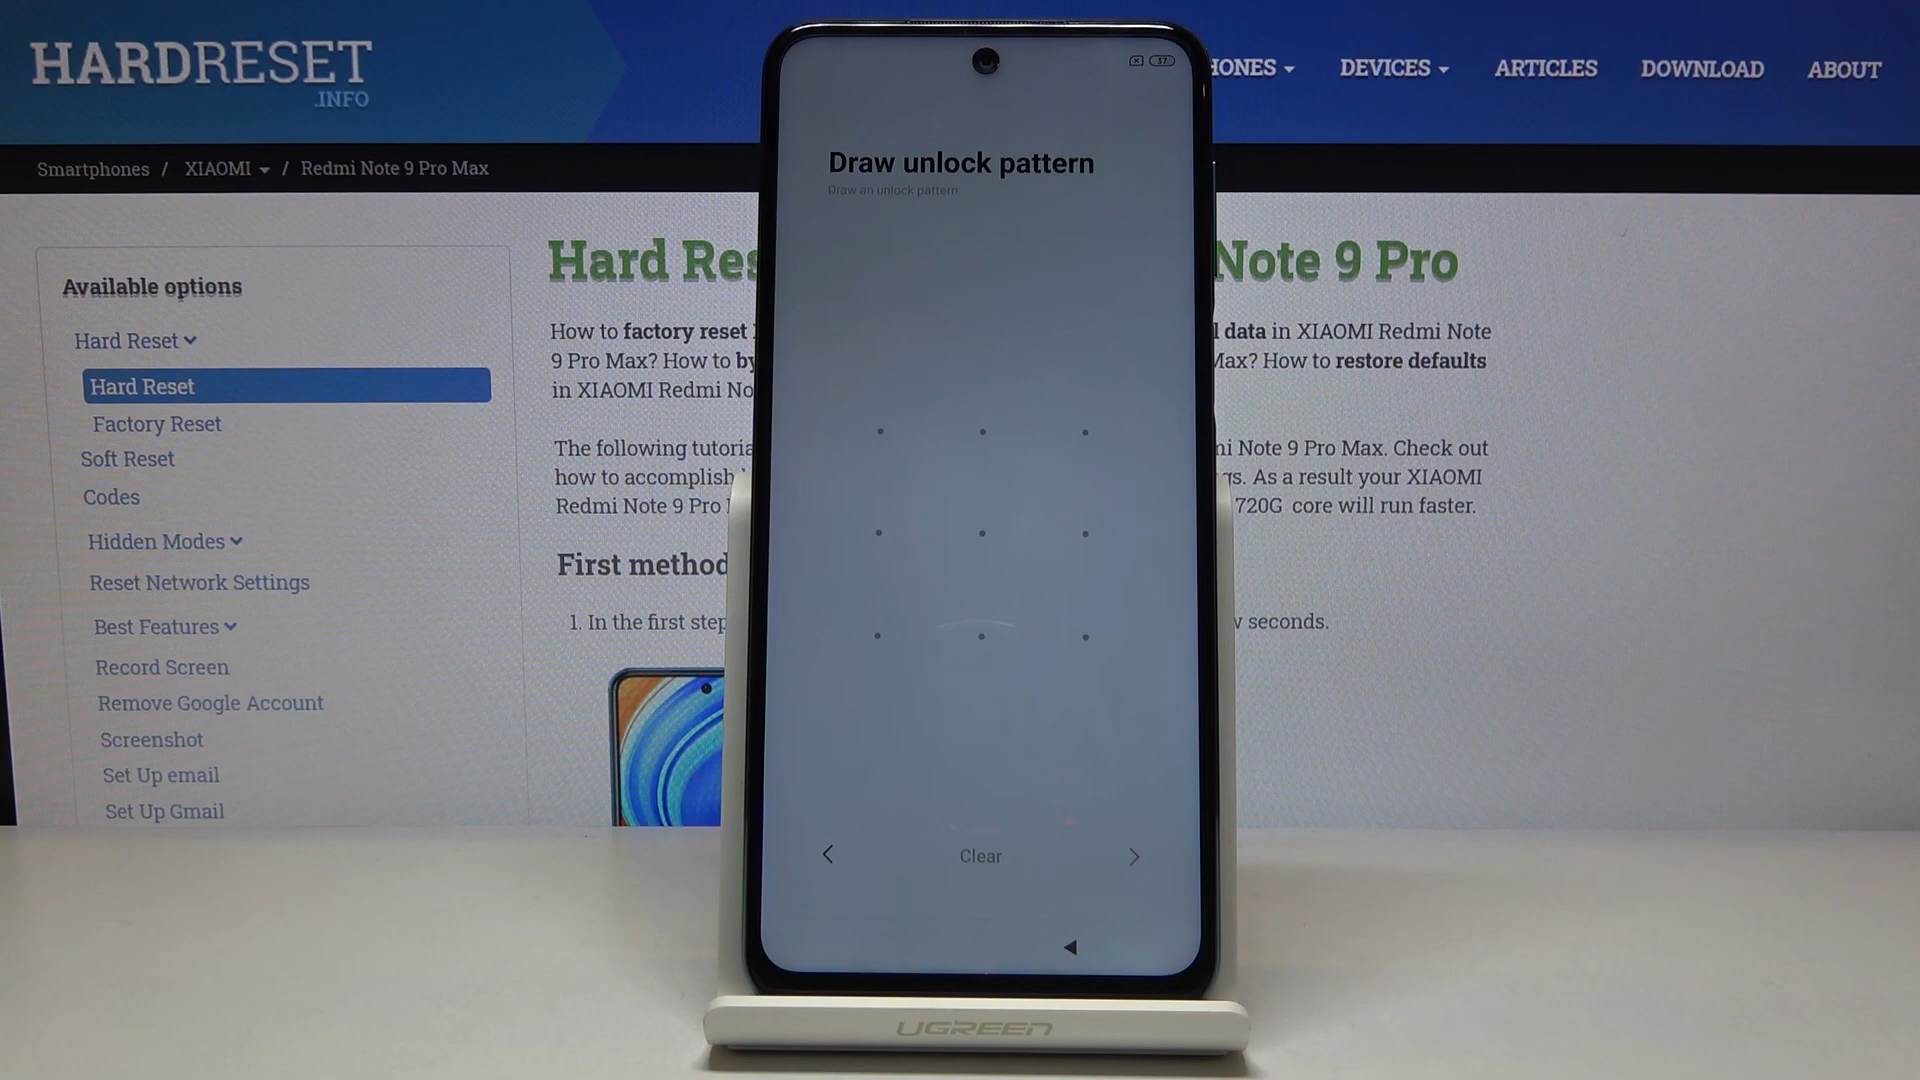 HARDRESET
.INFO
HONES
DEVICES
ARTICLES
DOWNLOAD
ABOUT
Smartphones / XIAOMI / Redmi Note 9 Pro Max
Available options
Hard Reset
Hard Reset
Factory Reset
Soft Reset
Codes
Hidden Modes
Reset Network Settings
Best Features
Record Screen
Remove Google Account
Screenshot
Set Up email
Set Up Gmail
Hard Res Note 9 Pro
How to factory reset l data in XIAOMI Redmi Note
9 Pro Max? How to by Max? How to restore defaults
in XIAOMI Redmi No
The following tutoria mi Note 9 Pro Max. Check out
how to accomplish gs. As a result your XIAOMI
Redmi Note 9 Pro 720G core will run faster.
First method
1. In the first step w seconds.
37
Draw unlock pattern
Draw an unlock pattern
Clear
UGREEN